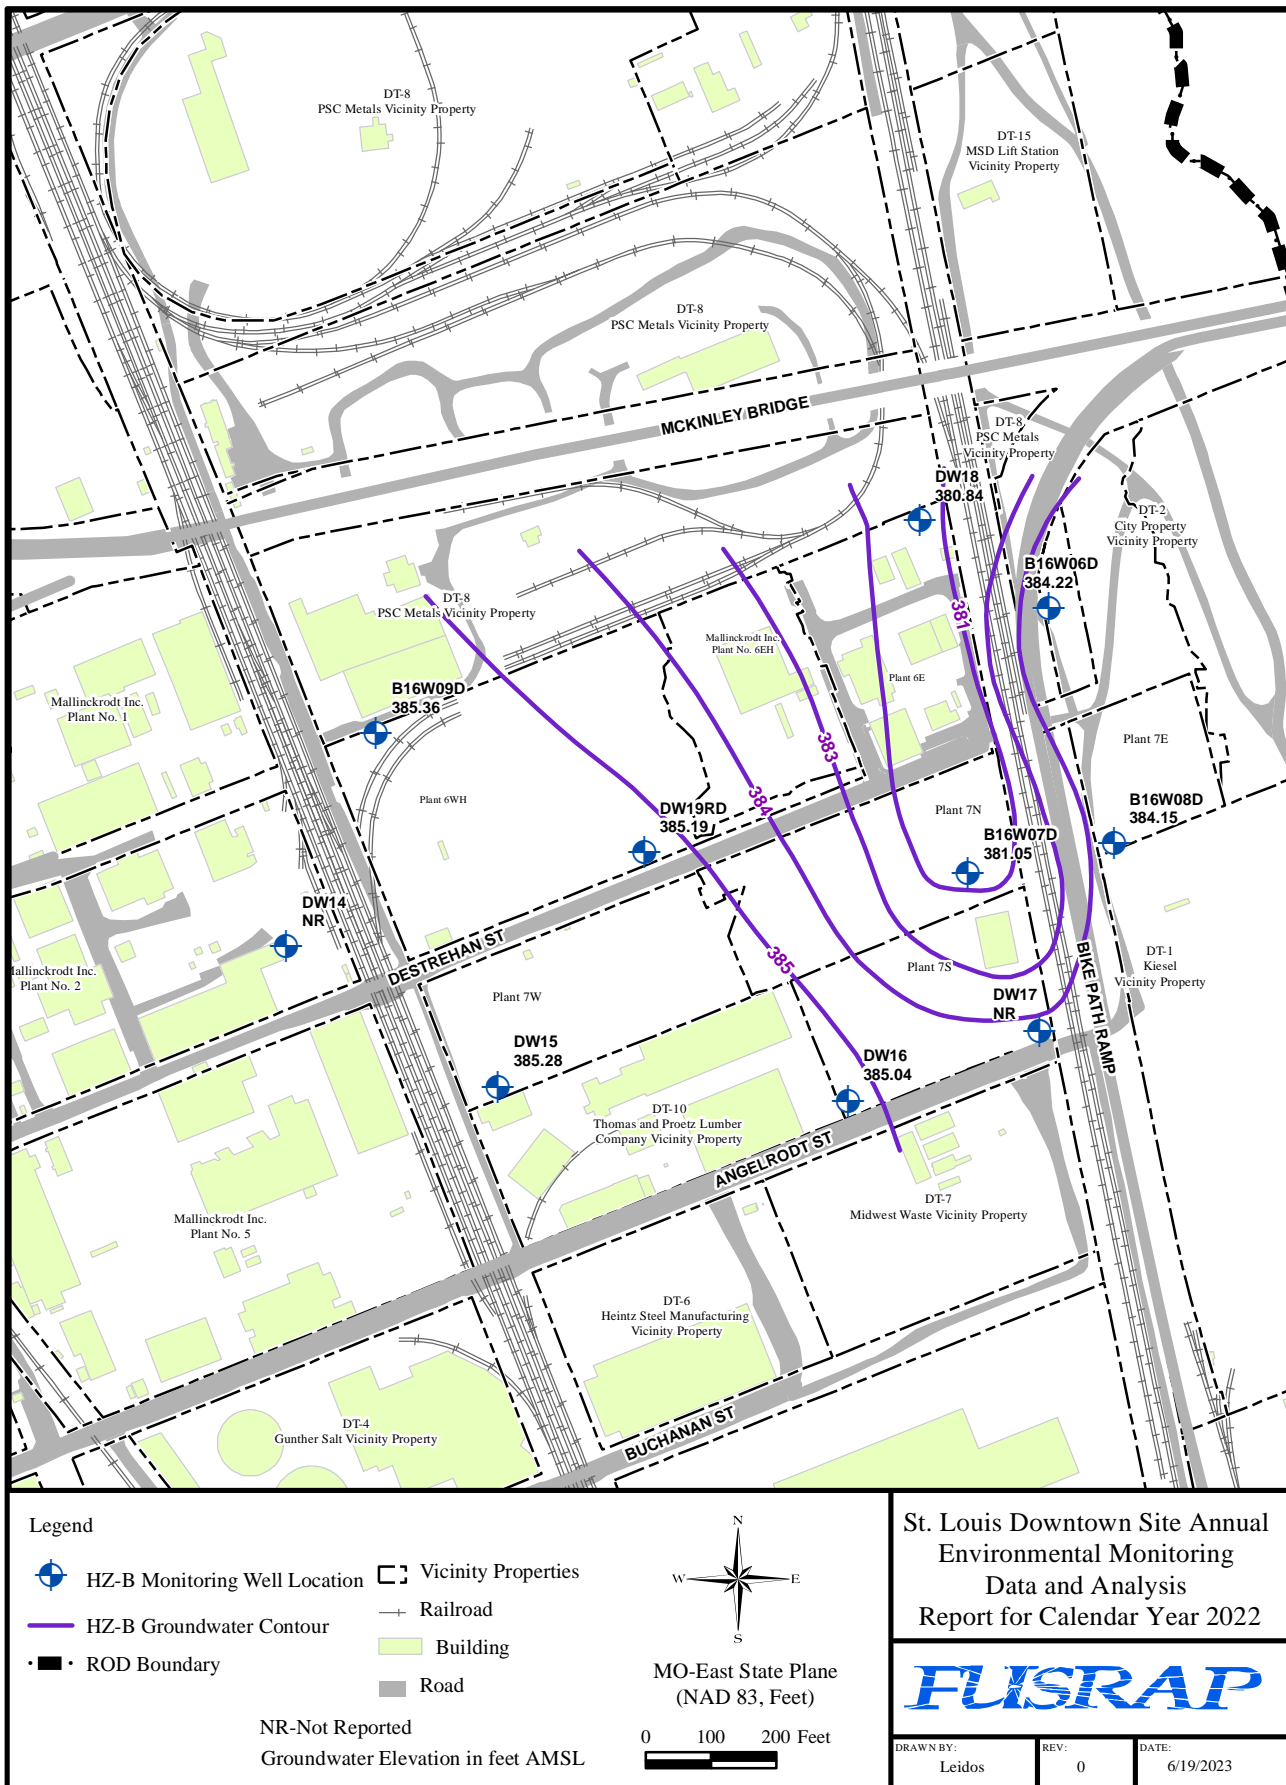 DT-8
PSC Metals Vicinity Property
DT-15
MSD Lift Station
Vicinity Property
DT-8
PSC Metals Vicinity Property
MCKINLEY BRIDGE
DT-8
PSC Metals
Vicinity Property
DW18
380.84
DT-2
City Property
Vicinity Property
B16W06D
384.22
DT-8
PSC Metals Vicinity Property
381
Mallinckrodt Inc.
Plant No. 6EH
Plant 6E
Mallinckrodt Inc.
Plant No. 1
B16W09D
385.36
383
Plant 7E
Plant 6WH
384
DW19RD
385.19
Plant 7N
B16W08D
384.15
B16W07D
381.05
DW14
NR
DESTREHAN ST
385
Plant 7S
BIKE PATH RAMP
DT-1
Kiesel
Vicinity Property
Mallinckrodt Inc.
Plant No. 2
Plant 7W
DW17
NR
DW15
385.28
DW16
385.04
DT-10
Thomas and Proetz Lumber
Company Vicinity Property
ANGELRODT ST
DT-7
Midwest Waste Vicinity Property
Mallinckrodt Inc.
Plant No. 5
DT-6
Heintz Steel Manufacturing
Vicinity Property
DT-4
Gunther Salt Vicinity Property
BUCHANAN ST
Legend
HZ-B Monitoring Well Location
HZ-B Groundwater Contour
ROD Boundary
Vicinity Properties
Railroad
Building
Road
NR-Not Reported
Groundwater Elevation in feet AMSL
N
W
E
S
MO-East State Plane
(NAD 83, Feet)
0 100 200 Feet
St. Louis Downtown Site Annual
Environmental Monitoring
Data and Analysis
Report for Calendar Year 2022
FUSRAP
DRAWN BY:
Leidos
REV:
0
DATE:
6/19/2023